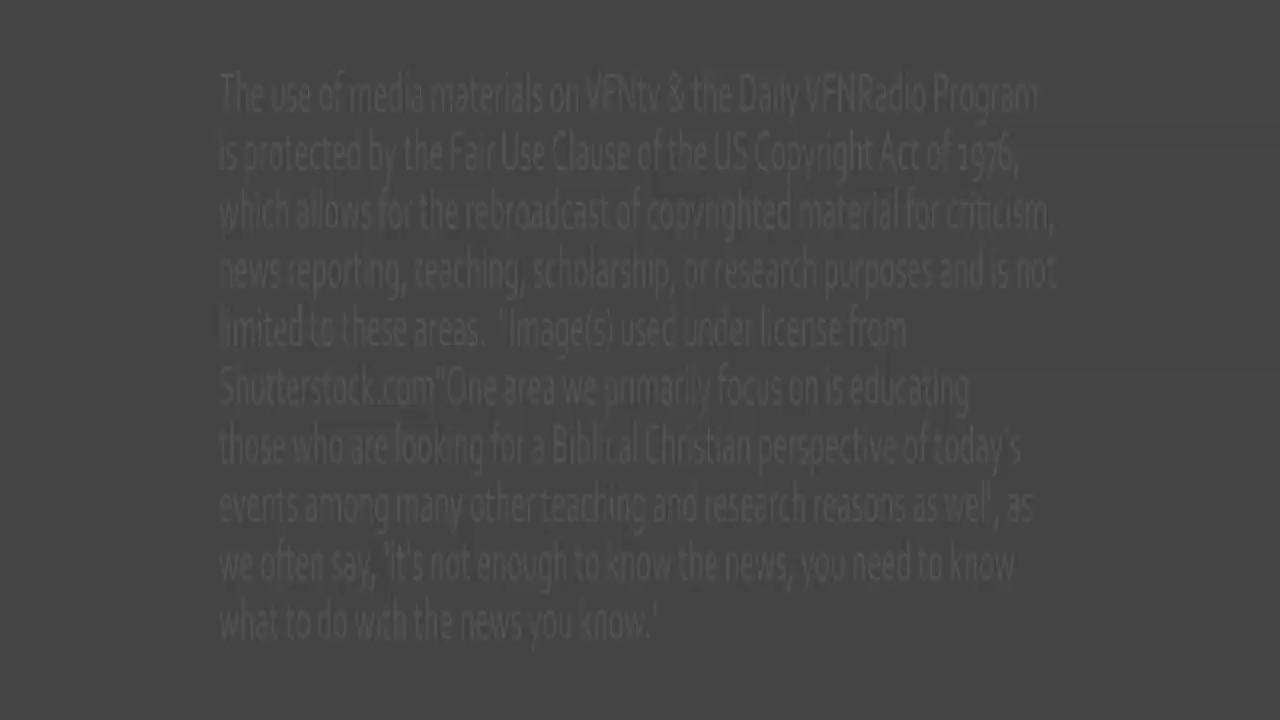 The use of media materials on VFNtv & the Daily VFNRadio Program
is protected by the Fair Use Clause of the US Copyright Act of 1976,
which allows for the rebroadcast of copyrighted material for criticism,
news reporting, teaching, scholarship, or research purposes and is not
limited to these areas. "Image(s) used under license from
Shutterstock.com"One area we primarily focus on is educating
those who are looking for a Biblical Christian perspective of today's
events among many other teaching and research reasons as well, as
we often say, 'it's not enough to know the news, you need to know
what to do with the news you know.'